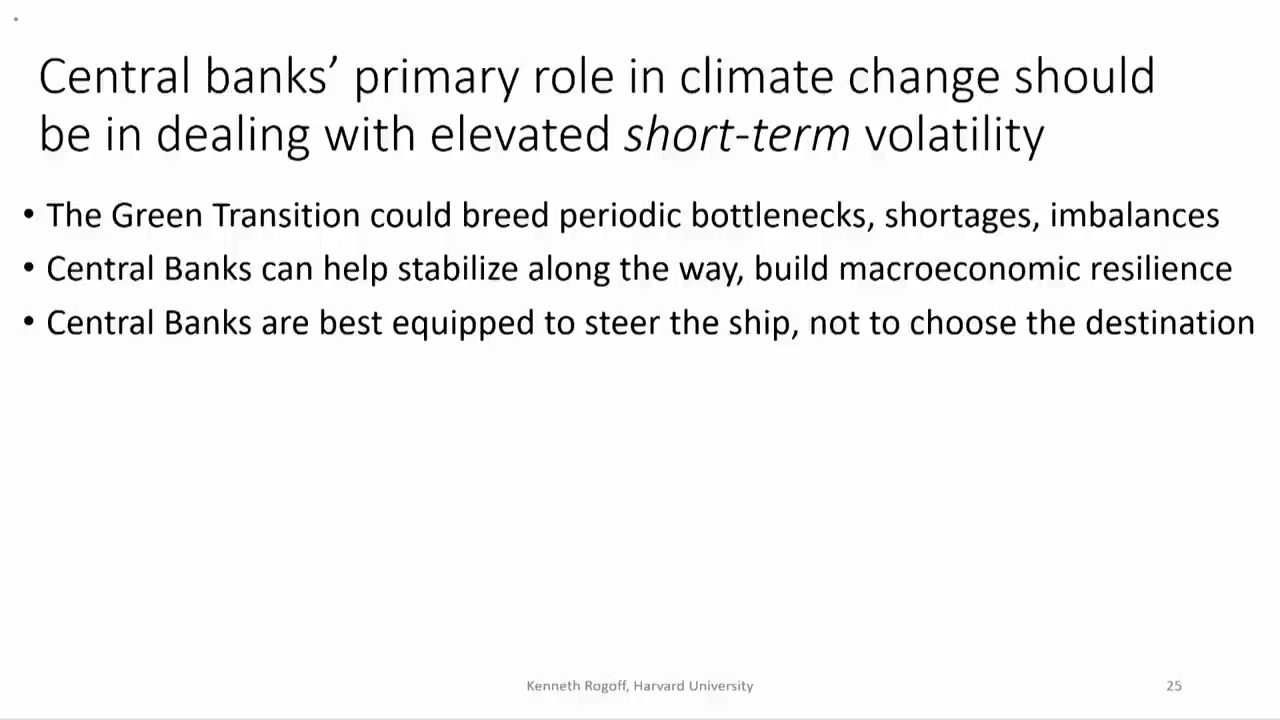 Central banks’ primary role in climate change should
be in dealing with elevated short-term volatility
• The Green Transition could breed periodic bottlenecks, shortages, imbalances
• Central Banks can help stabilize along the way, build macroeconomic resilience
• Central Banks are best equipped to steer the ship, not to choose the destination
Kenneth Rogoff, Harvard University
25